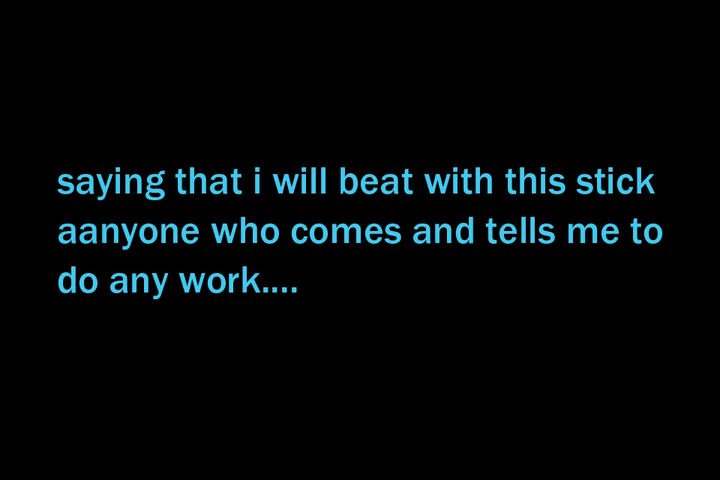 saying that i will beat with this stick
aanyone who comes and tells me to
do any work....